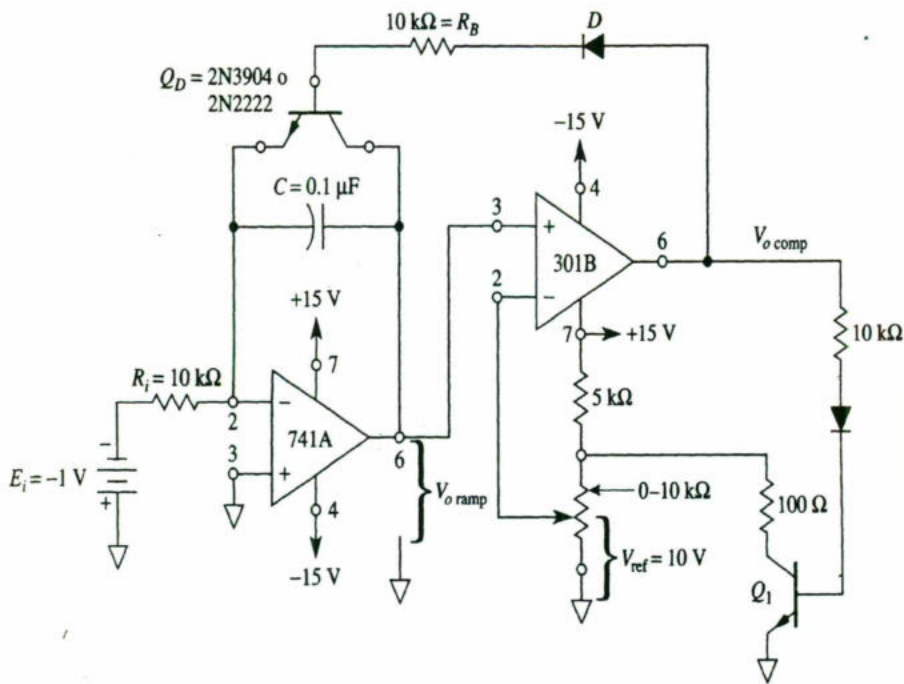 10 kΩ = R_B
D
Q_D = 2N3904 o
2N2222
−15 V
4
C = 0.1 µF
3
+
6
V_o comp
301B
2
−
+15 V
7
+15 V
10 kΩ
7
R_i = 10 kΩ
5 kΩ
2
−
741A
3
+
6
0–10 kΩ
−
E_i = −1 V
+
4
V_o ramp
100 Ω
V_ref = 10 V
−15 V
Q_1